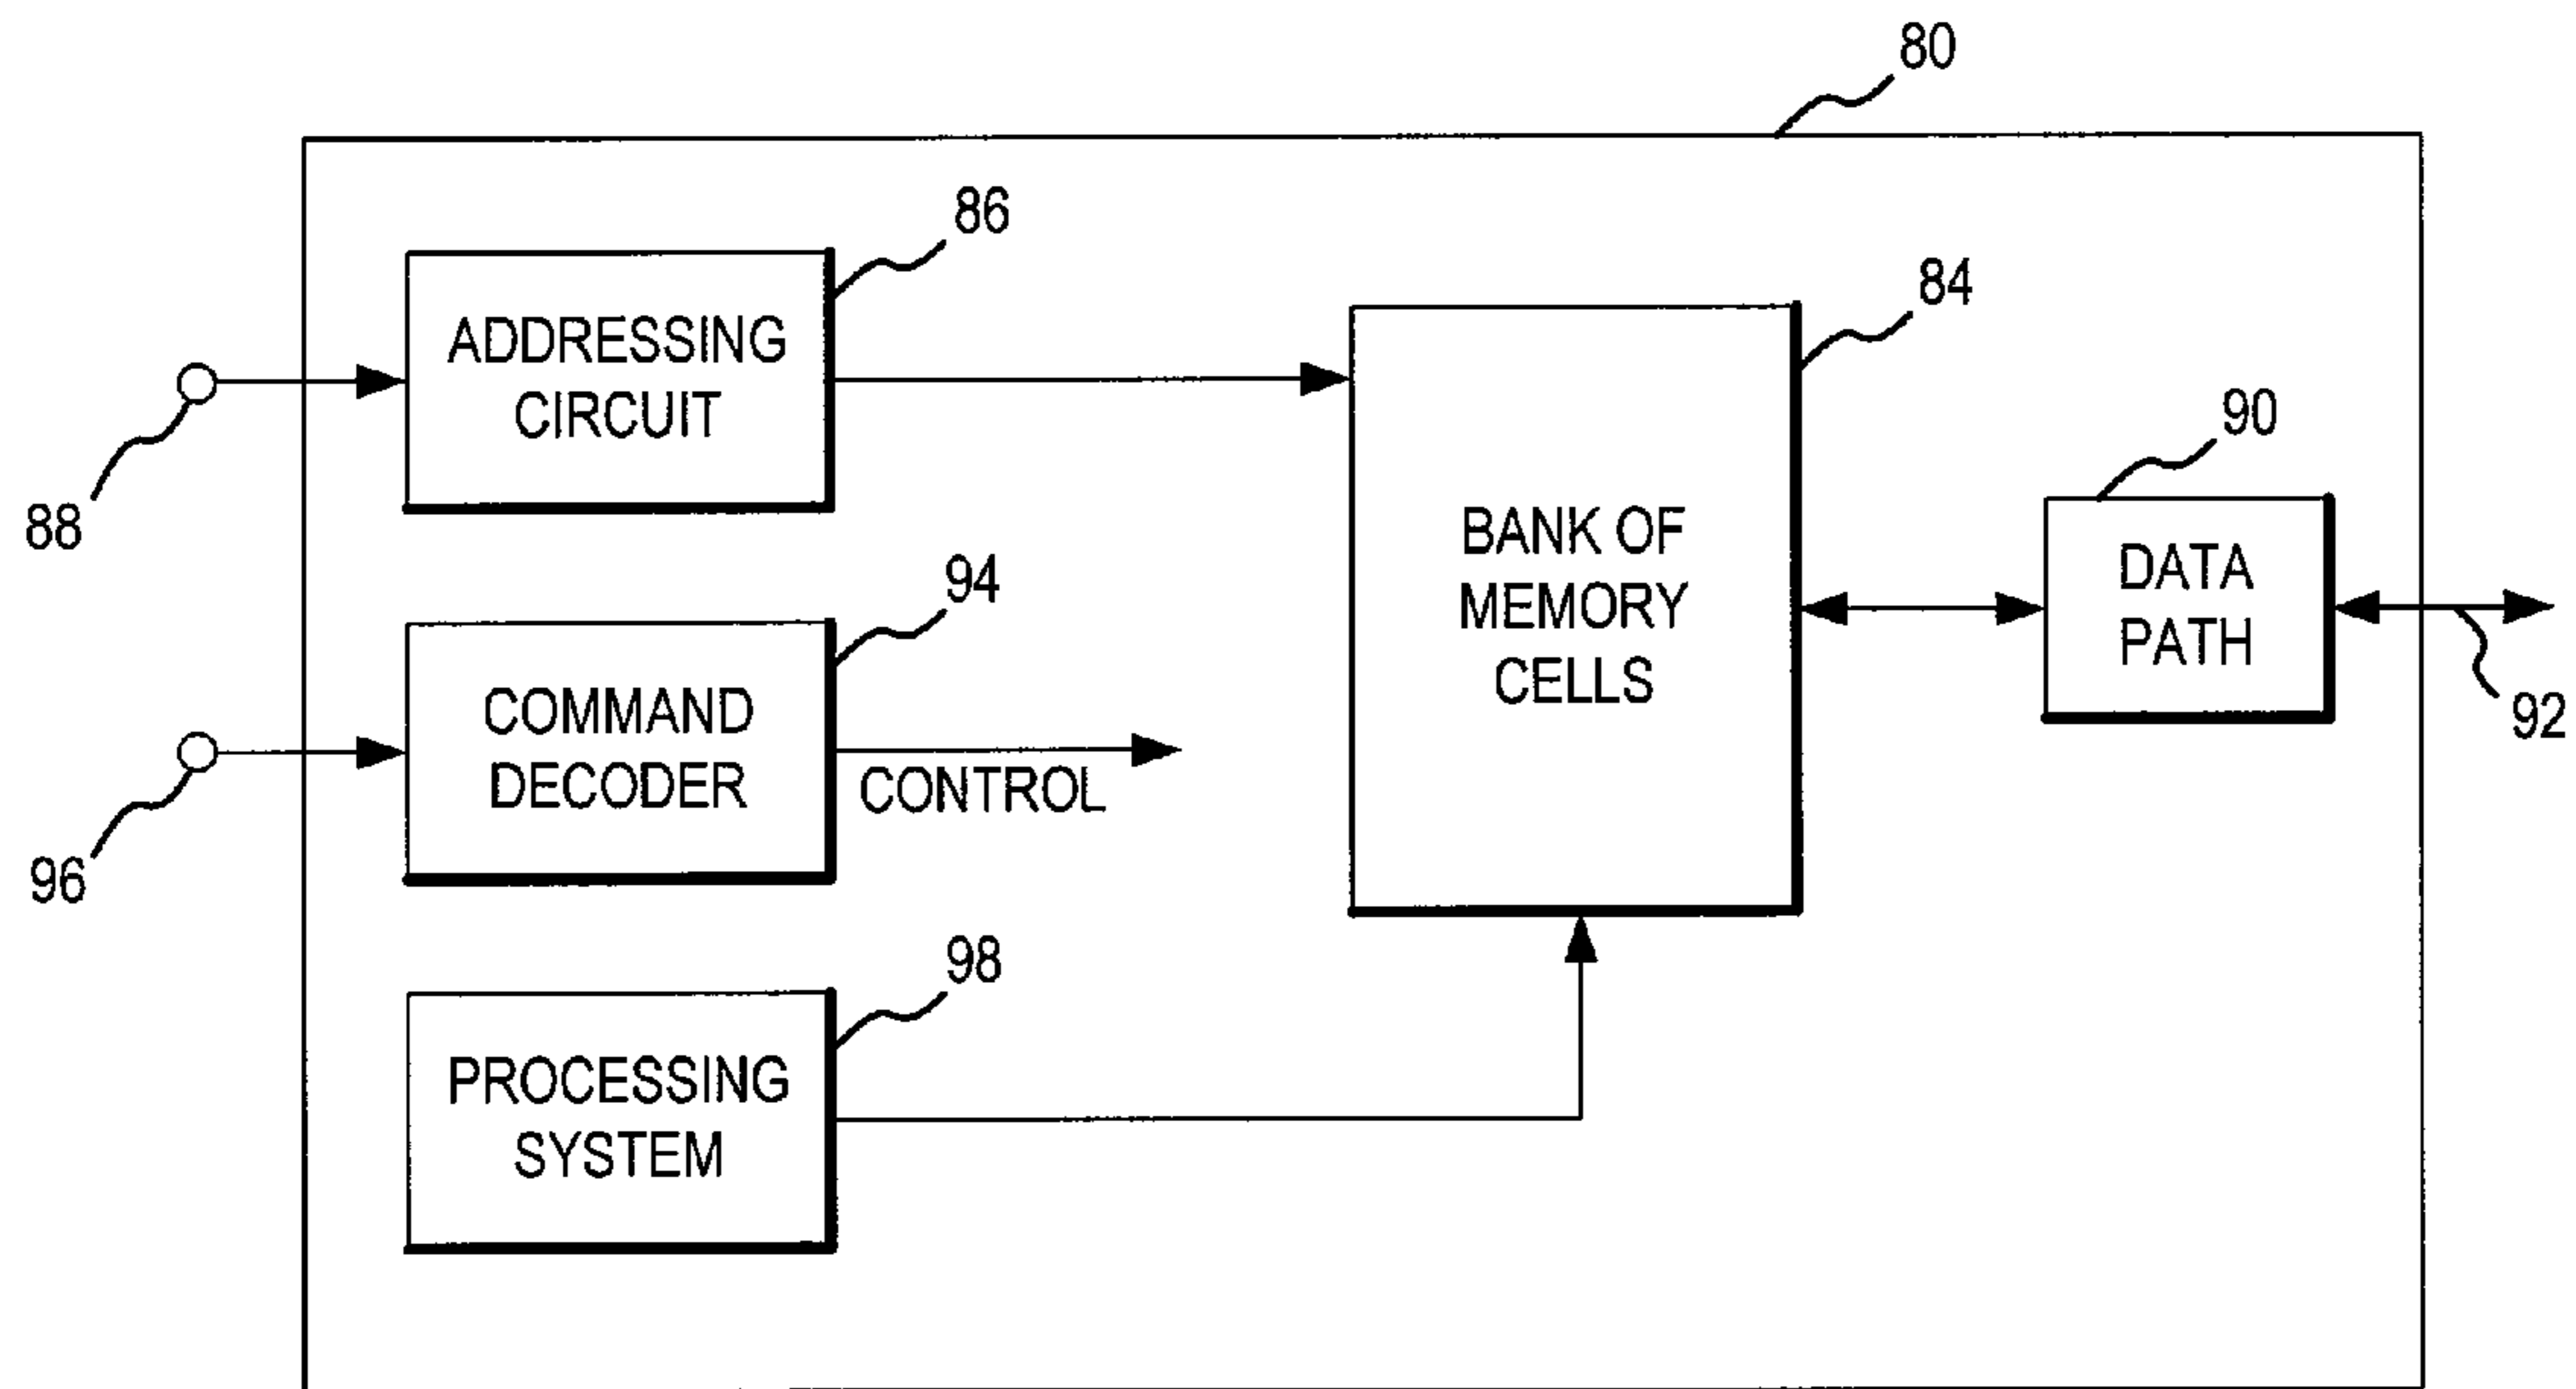 80
86
ADDRESSING
CIRCUIT
88
84
BANK OF
MEMORY
CELLS
90
DATA
PATH
92
94
COMMAND
DECODER
CONTROL
96
98
PROCESSING
SYSTEM